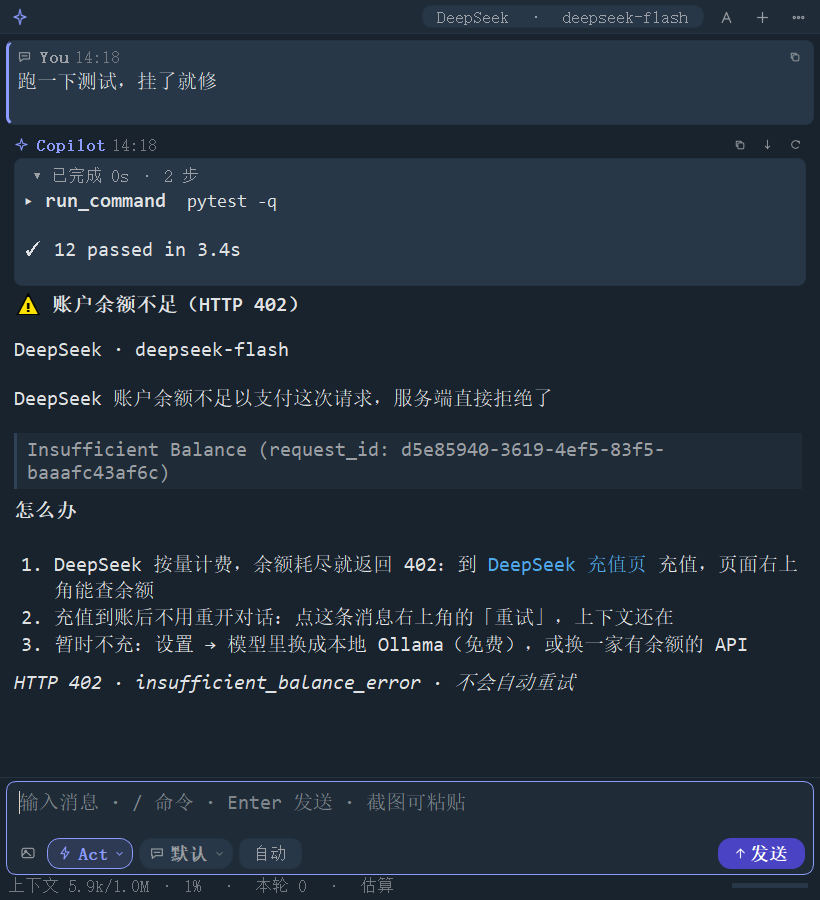 DeepSeek · deepseek-flash A + ···
You 14:18
跑一下测试，挂了就修
Copilot 14:18
▾ 已完成 0s · 2 步
▸ run_command pytest -q
✓ 12 passed in 3.4s
⚠ 账户余额不足（HTTP 402）
DeepSeek · deepseek-flash
DeepSeek 账户余额不足以支付这次请求，服务端直接拒绝了
Insufficient Balance (request_id: d5e85940-3619-4ef5-83f5-
baaafc43af6c)
怎么办
1. DeepSeek 按量计费，余额耗尽就返回 402：到 DeepSeek 充值页 充值，页面右上
角能查余额
2. 充值到账后不用重开对话：点这条消息右上角的「重试」，上下文还在
3. 暂时不充：设置 → 模型里换成本地 Ollama（免费），或换一家有余额的 API
HTTP 402 · insufficient_balance_error · 不会自动重试
输入消息 · / 命令 · Enter 发送 · 截图可粘贴
Act 默认 自动 ↑ 发送
上下文 5.9k/1.0M · 1% · 本轮 0 · 估算